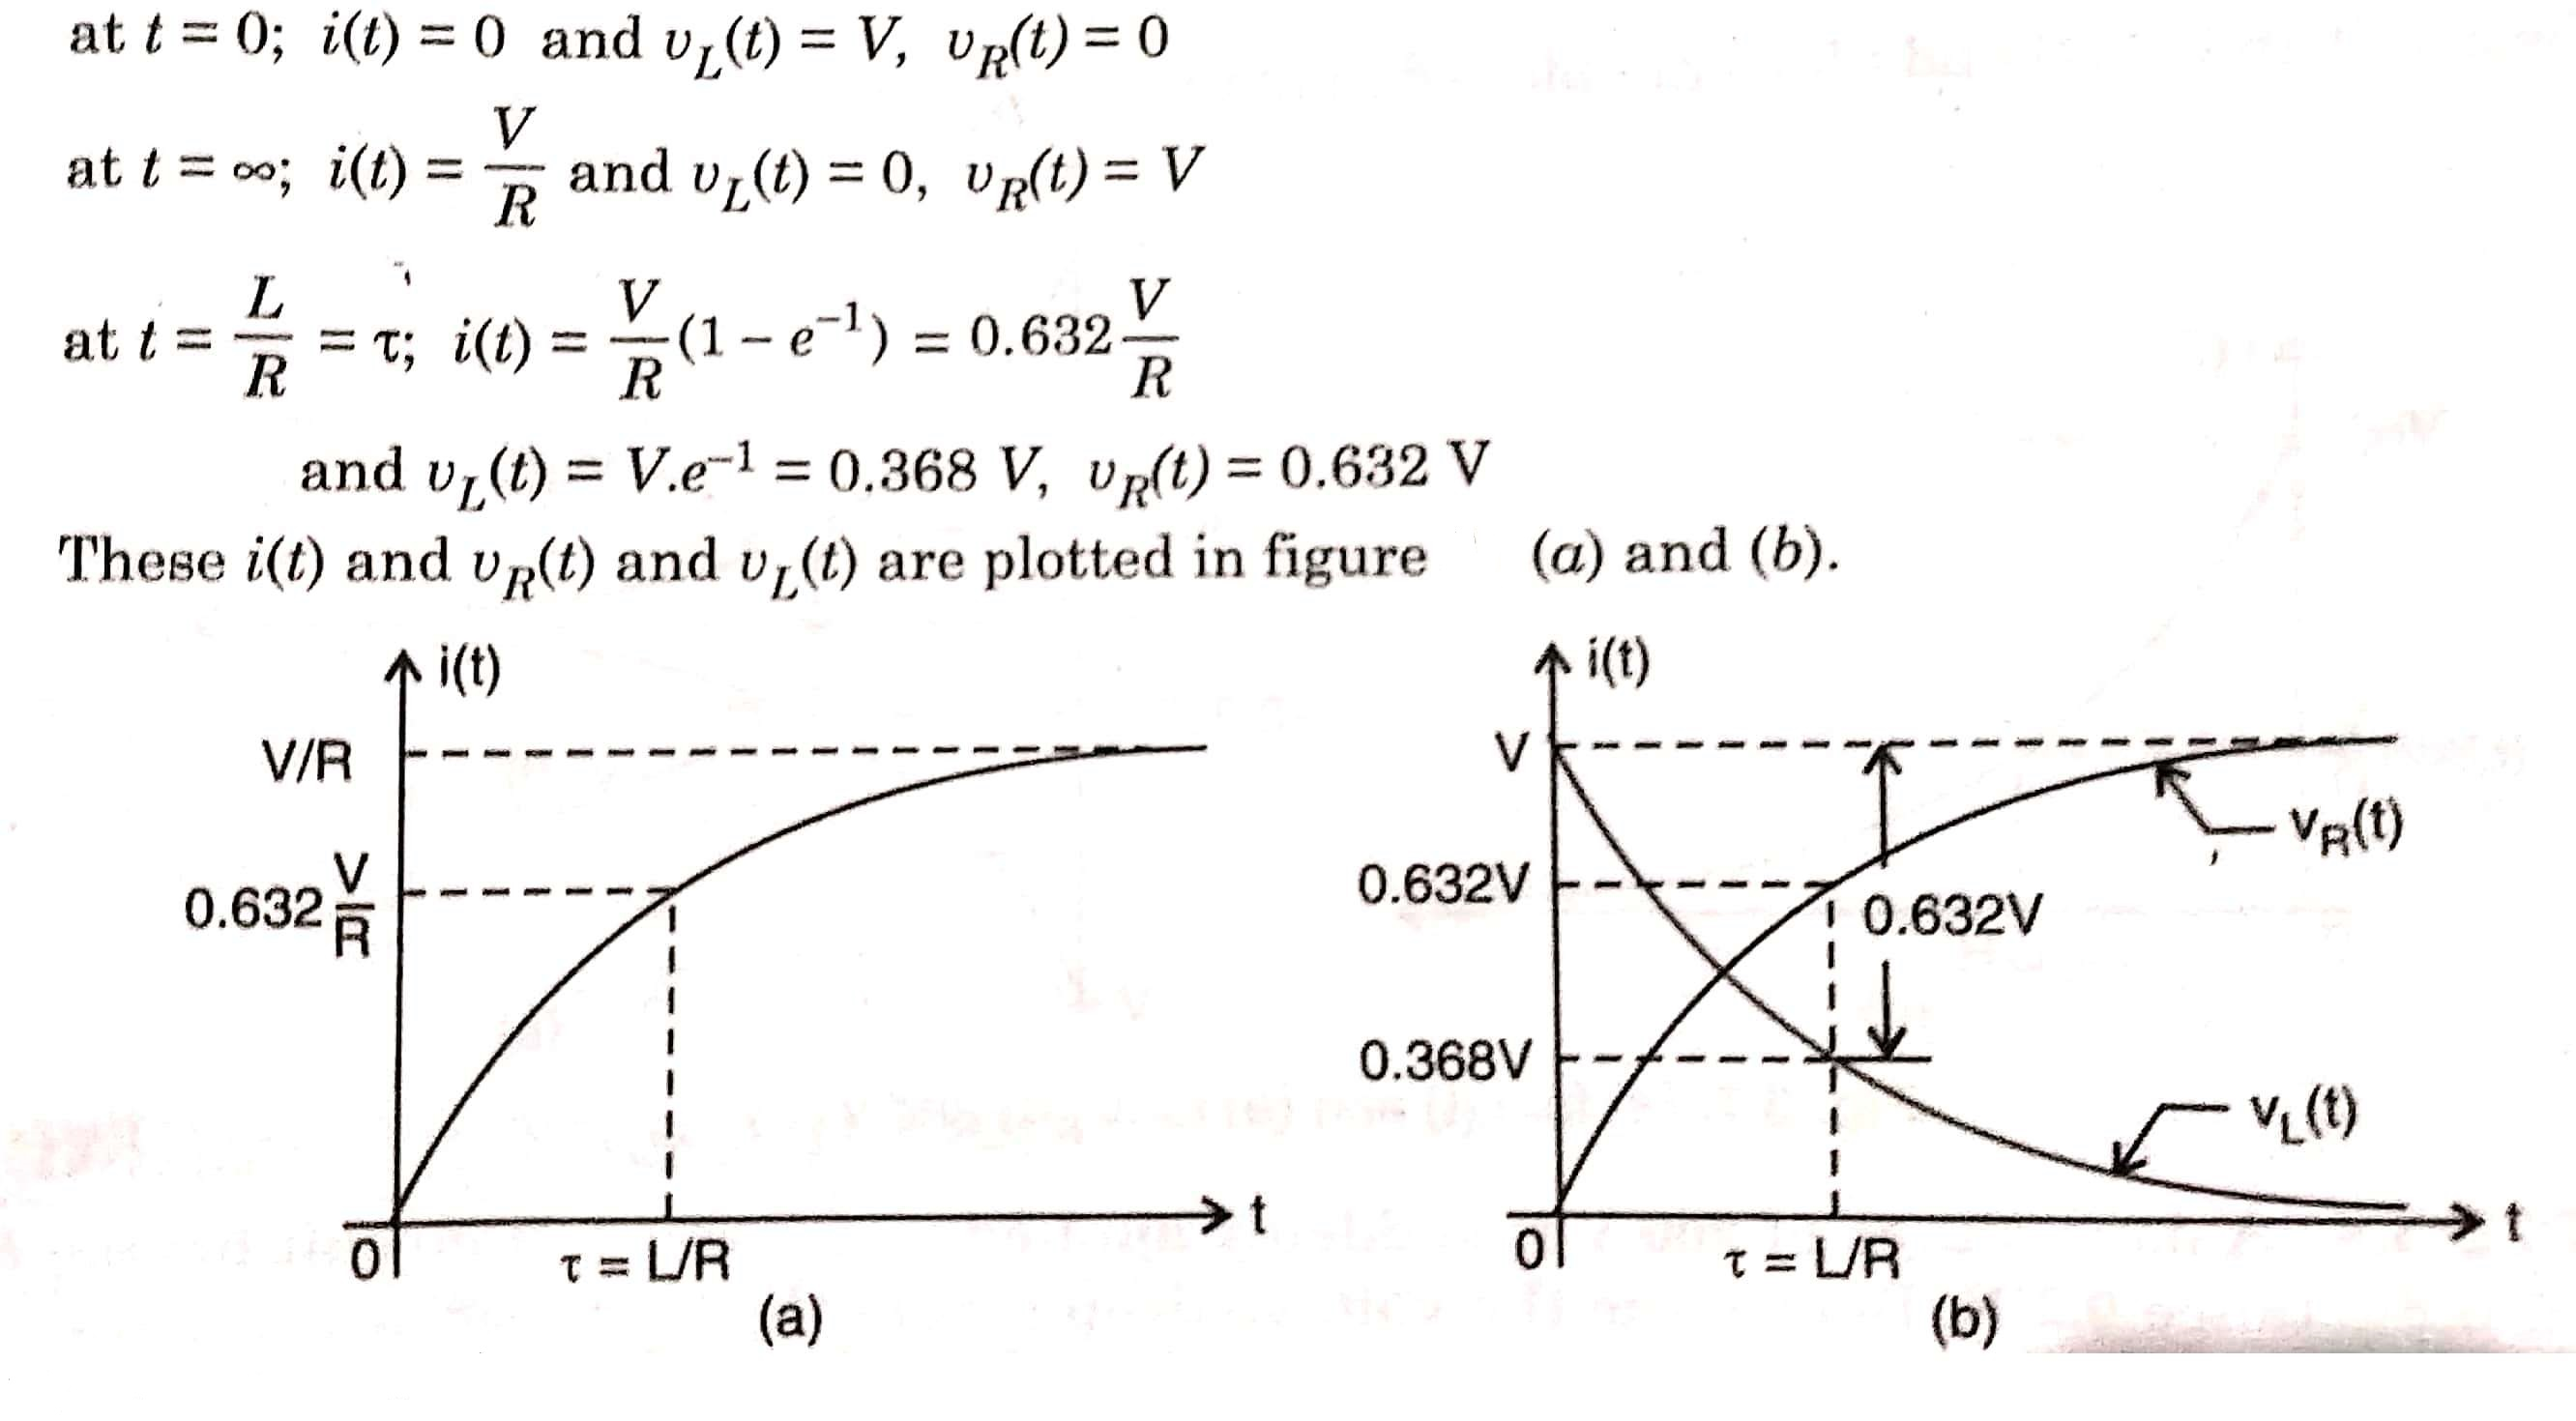 at t = 0; i(t) = 0 and v_L(t) = V, v_R(t) = 0
at t = ∞; i(t) = V/R and v_L(t) = 0, v_R(t) = V
at t = L/R = τ; i(t) = V/R (1 – e⁻¹) = 0.632 V/R
and v_L(t) = V.e⁻¹ = 0.368 V, v_R(t) = 0.632 V
These i(t) and v_R(t) and v_L(t) are plotted in figure (a) and (b).
i(t)
V/R
0.632 V/R
0
τ = L/R
t
(a)
i(t)
V
0.632V
0.632V
0.368V
v_R(t)
v_L(t)
0
τ = L/R
t
(b)